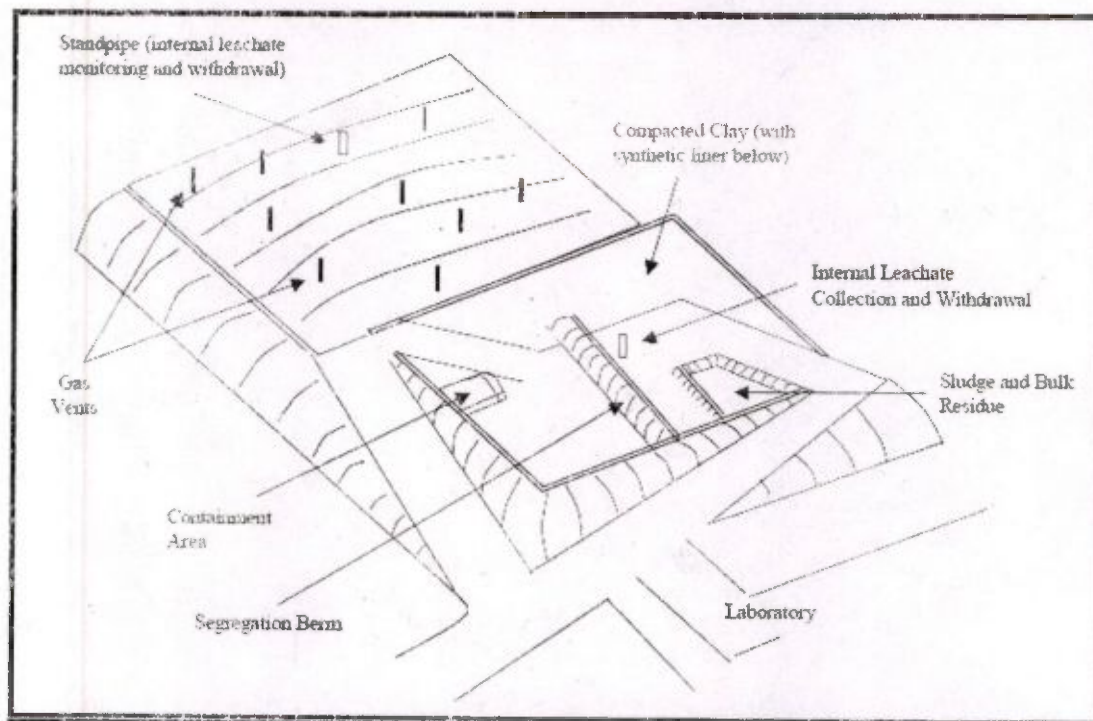 Standpipe (internal leachate
monitoring and withdrawal)
Compacted Clay (with
synthetic liner below)
Internal Leachate
Collection and Withdrawal
Gas
Vents
Sludge and Bulk
Residue
Containment
Area
Segregation Berm
Laboratory